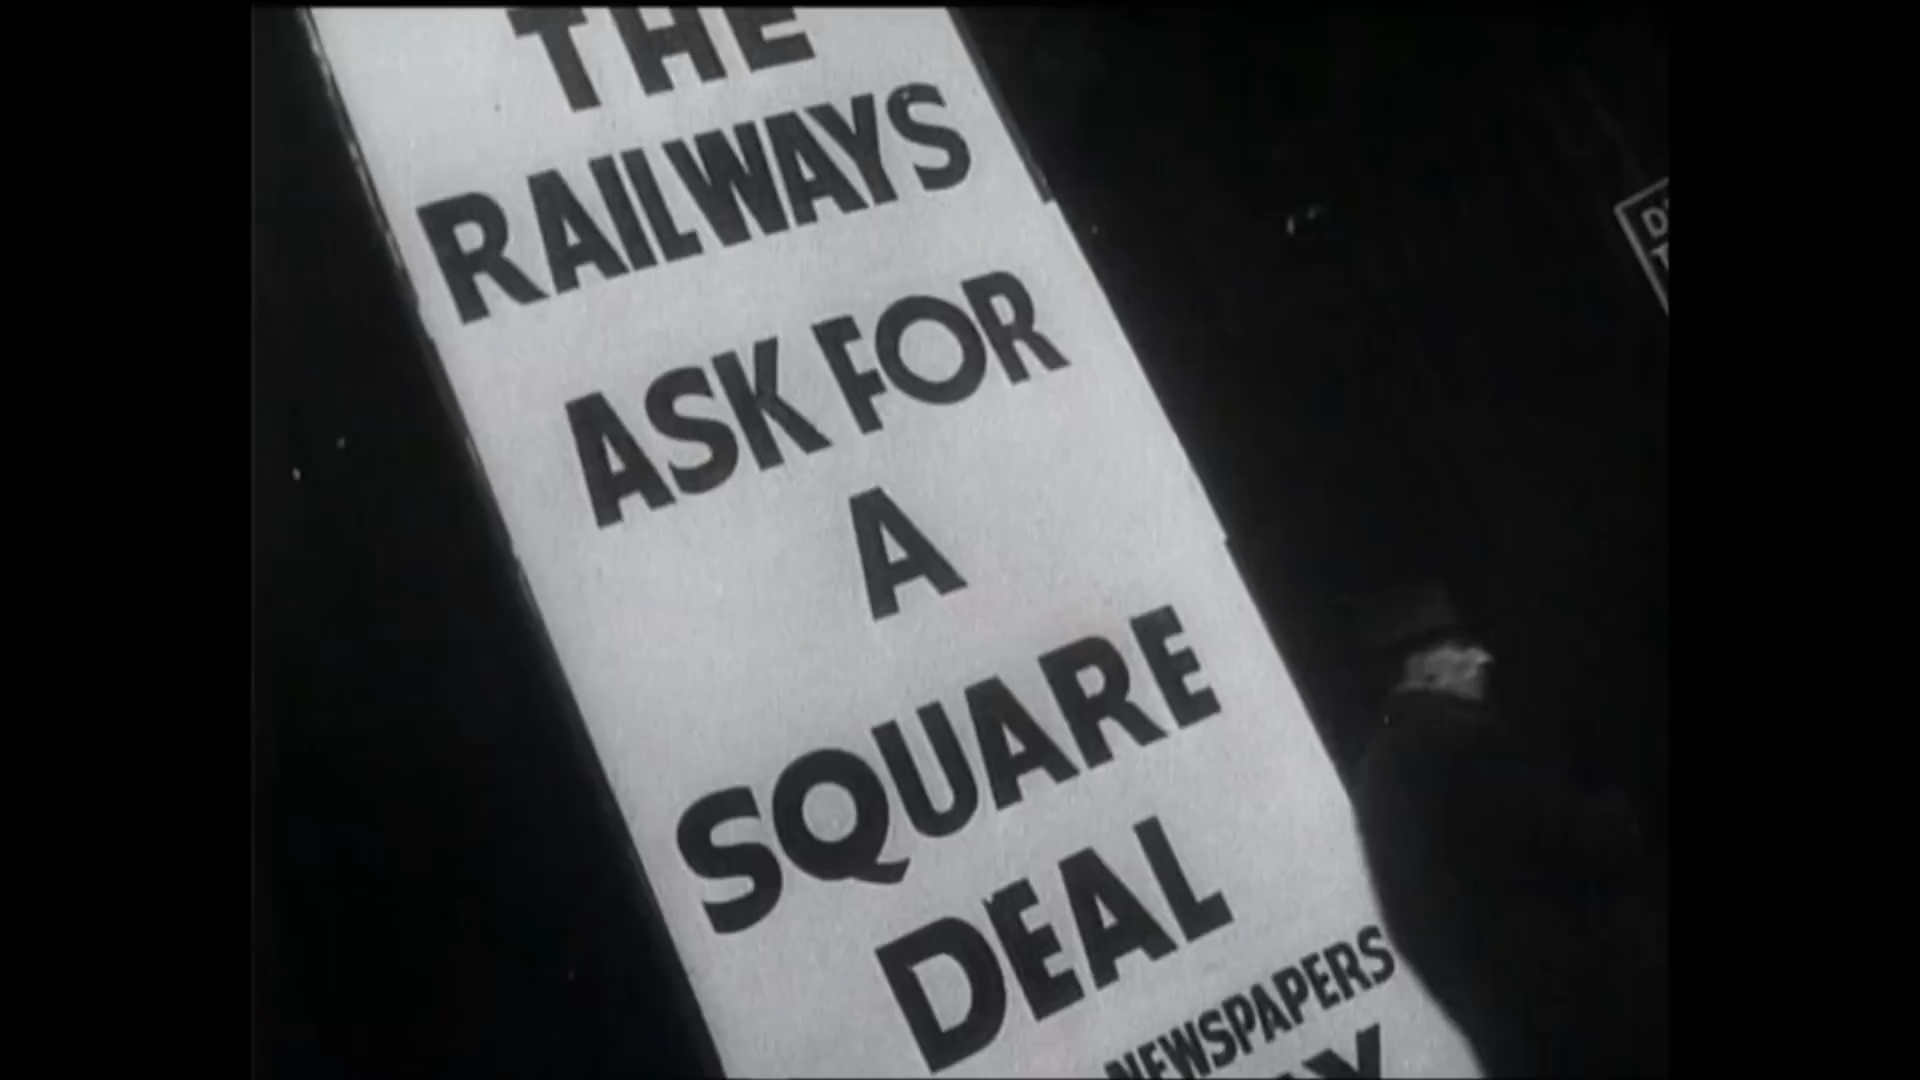 THE
RAILWAYS
ASK FOR
A
SQUARE
DEAL
NEWSPAPERS